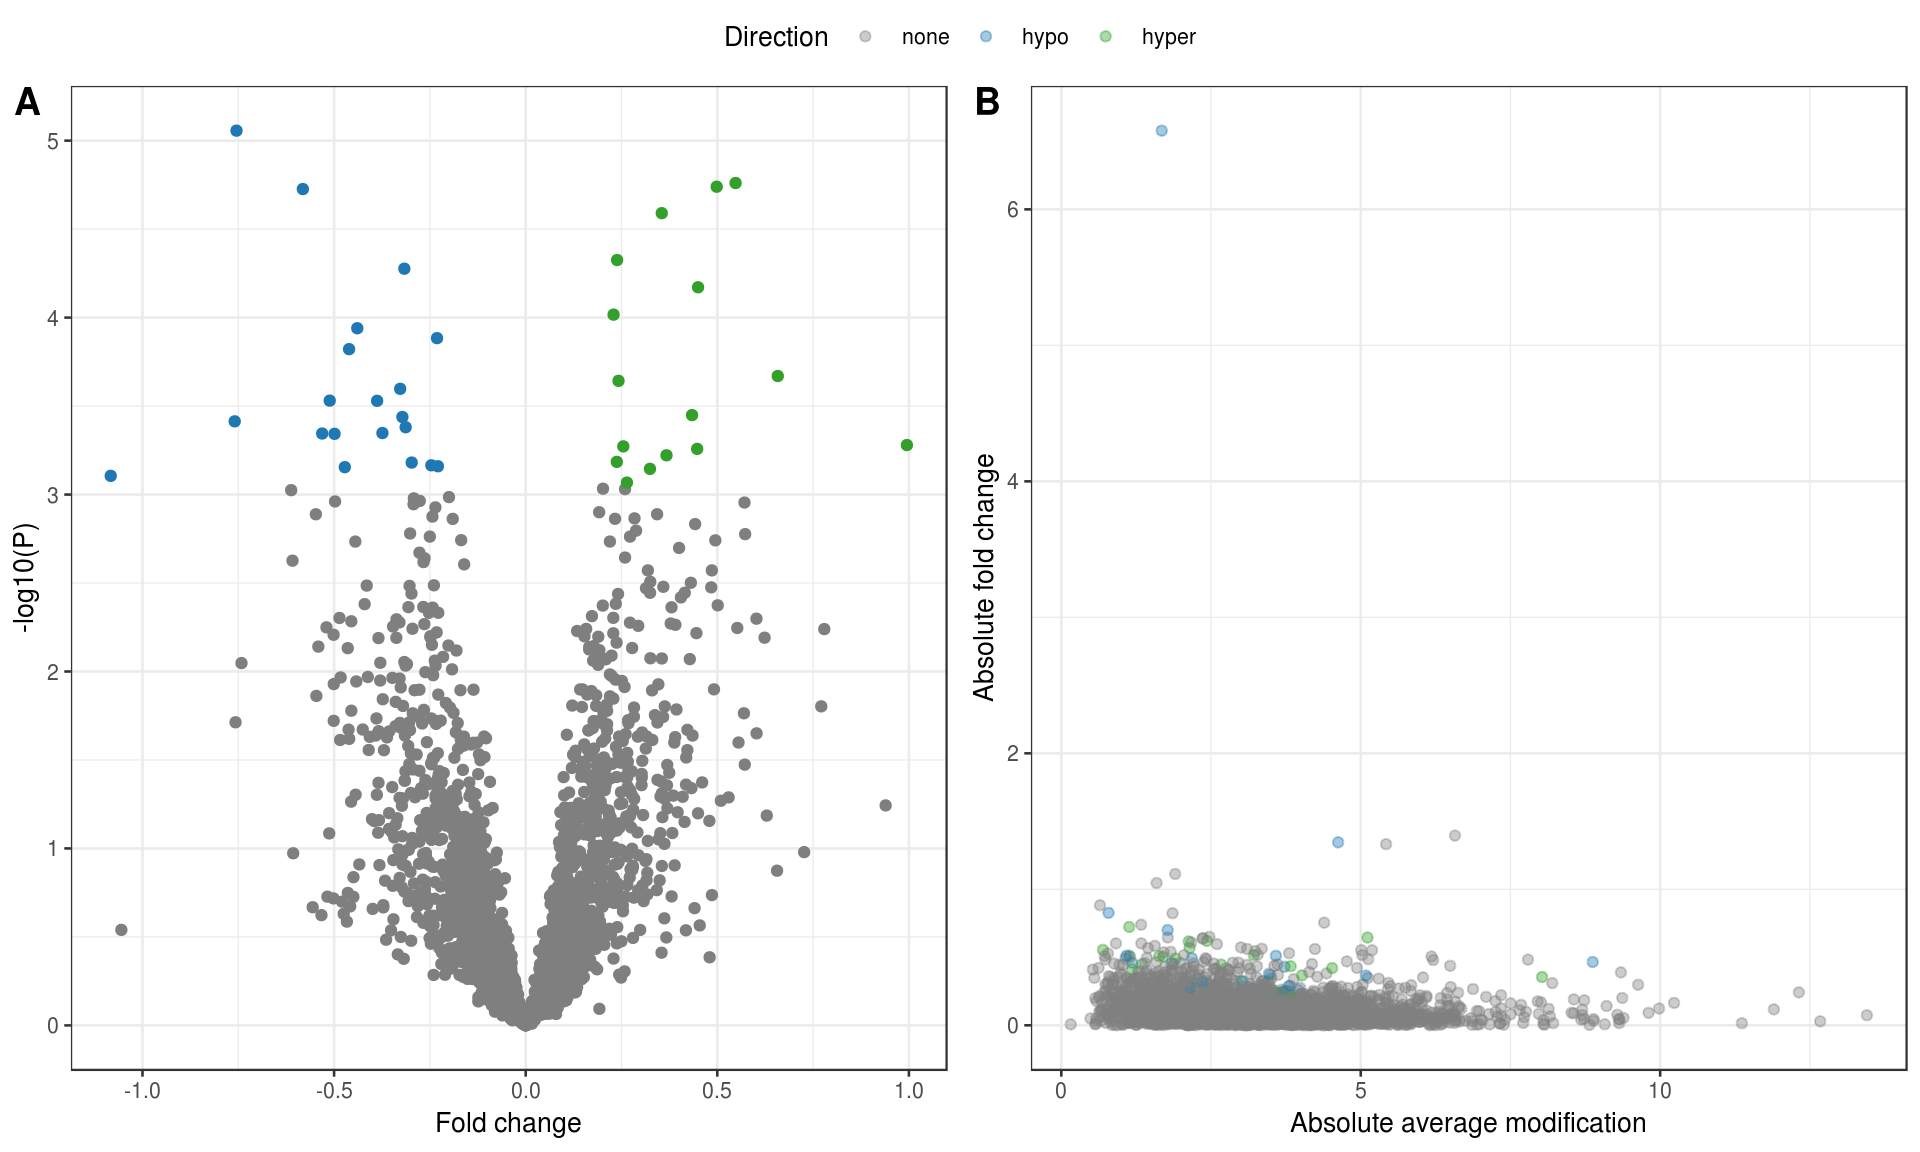 Direction none hypo hyper
A
B
5
4
3
2
1
0
-log10(P)
-1.0 -0.5 0.0 0.5 1.0
Fold change
6
4
2
0
Absolute fold change
0 5 10
Absolute average modification